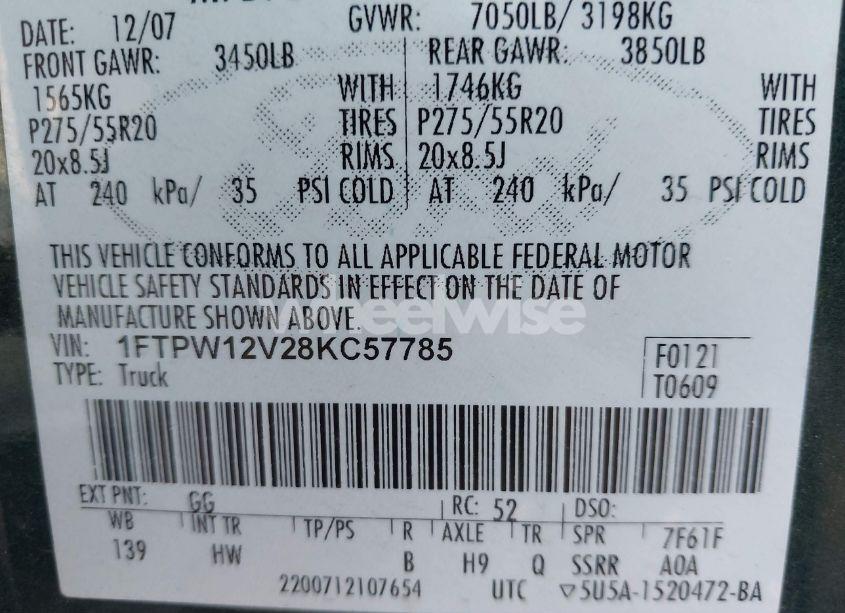 DATE: 12/07 GVWR: 7050LB/ 3198KG
FRONT GAWR: 3450LB REAR GAWR: 3850LB
1565KG WITH 1746KG WITH
P275/55R20 TIRES P275/55R20 TIRES
20x8.5J RIMS 20x8.5J RIMS
AT 240 kPa/ 35 PSI COLD AT 240 kPa/ 35 PSI COLD
THIS VEHICLE CONFORMS TO ALL APPLICABLE FEDERAL MOTOR
VEHICLE SAFETY STANDARDS IN EFFECT ON THE DATE OF
MANUFACTURE SHOWN ABOVE.
Wheelwise
VIN: 1FTPW12V28KC57785 F0121
TYPE: Truck T0609
EXT PNT: GG RC: 52 DSO:
WB INT TR TP/PS R AXLE TR SPR 7F61F
139 HW B H9 Q SSRR A0A
2200712107654 UTC ▽5U5A-1520472-BA